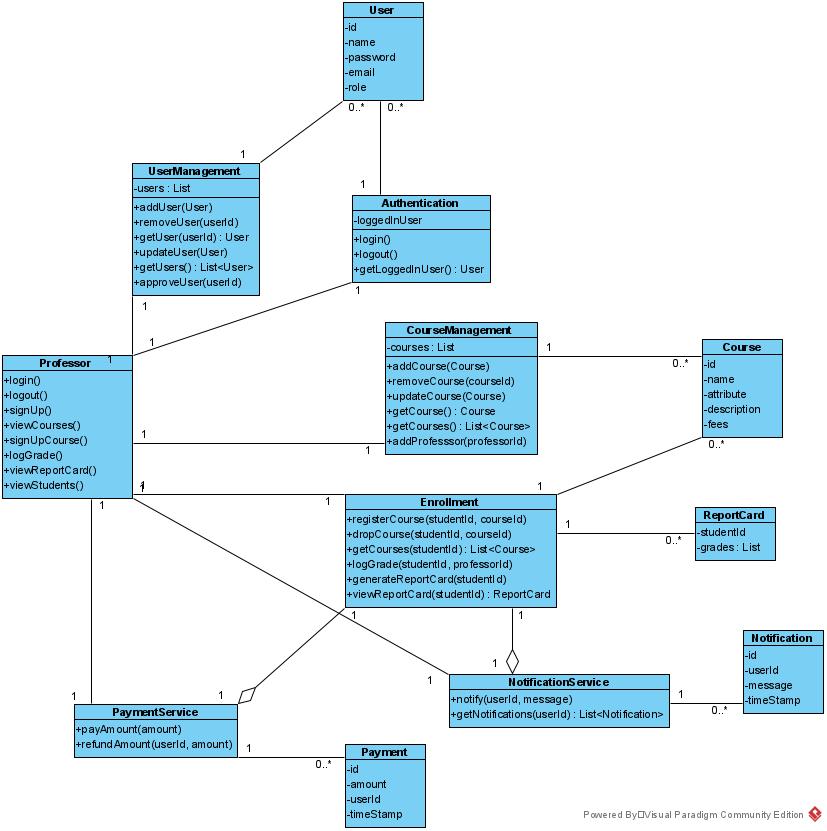 User
-id
-name
-password
-email
-role
0..*
0..*
1
1
UserManagement
-users : List
+addUser(User)
+removeUser(userId)
+getUser(userId) : User
+updateUser(User)
+getUsers() : List<User>
+approveUser(userId)
Authentication
-loggedInUser
+login()
+logout()
+getLoggedInUser() : User
1
1
1
1
Professor
+login()
+logout()
+signUp()
+viewCourses()
+signUpCourse()
+logGrade()
+viewReportCard()
+viewStudents()
CourseManagement
-courses : List
+addCourse(Course)
+removeCourse(courseId)
+updateCourse(Course)
+getCourse() : Course
+getCourses() : List<Course>
+addProfesssor(professorId)
1
0..*
Course
-id
-name
-attribute
-description
-fees
0..*
1
1
1
1
1
1
1
1
Enrollment
+registerCourse(studentId, courseId)
+dropCourse(studentId, courseId)
+getCourses(studentId) : List<Course>
+logGrade(studentId, professorId)
+generateReportCard(studentId)
+viewReportCard(studentId) : ReportCard
1
0..*
ReportCard
-studentId
-grades : List
1
1
1
1
1
1
NotificationService
+notify(userId, message)
+getNotifications(userId) : List<Notification>
1
0..*
Notification
-id
-userId
-message
-timeStamp
PaymentService
+payAmount(amount)
+refundAmount(userId, amount)
1
0..*
Payment
-id
-amount
-userId
-timeStamp
Powered By□Visual Paradigm Community Edition